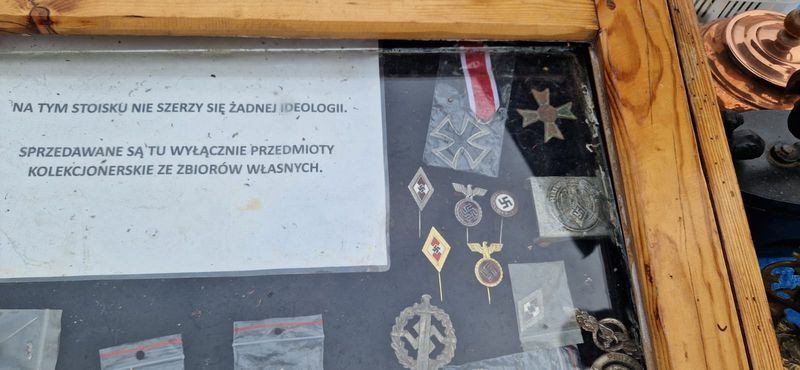 NA TYM STOISKU NIE SZERZY SIĘ ŻADNEJ IDEOLOGII.
SPRZEDAWANE SĄ TU WYŁĄCZNIE PRZEDMIOTY
KOLEKCJONERSKIE ZE ZBIORÓW WŁASNYCH.